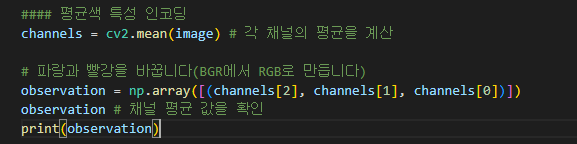 #### 평균색 특성 인코딩
channels = cv2.mean(image) # 각 채널의 평균을 계산
# 파랑과 빨강을 바꿉니다(BGR에서 RGB로 만듭니다)
observation = np.array([(channels[2], channels[1], channels[0])])
observation # 채널 평균 값을 확인
print(observation)